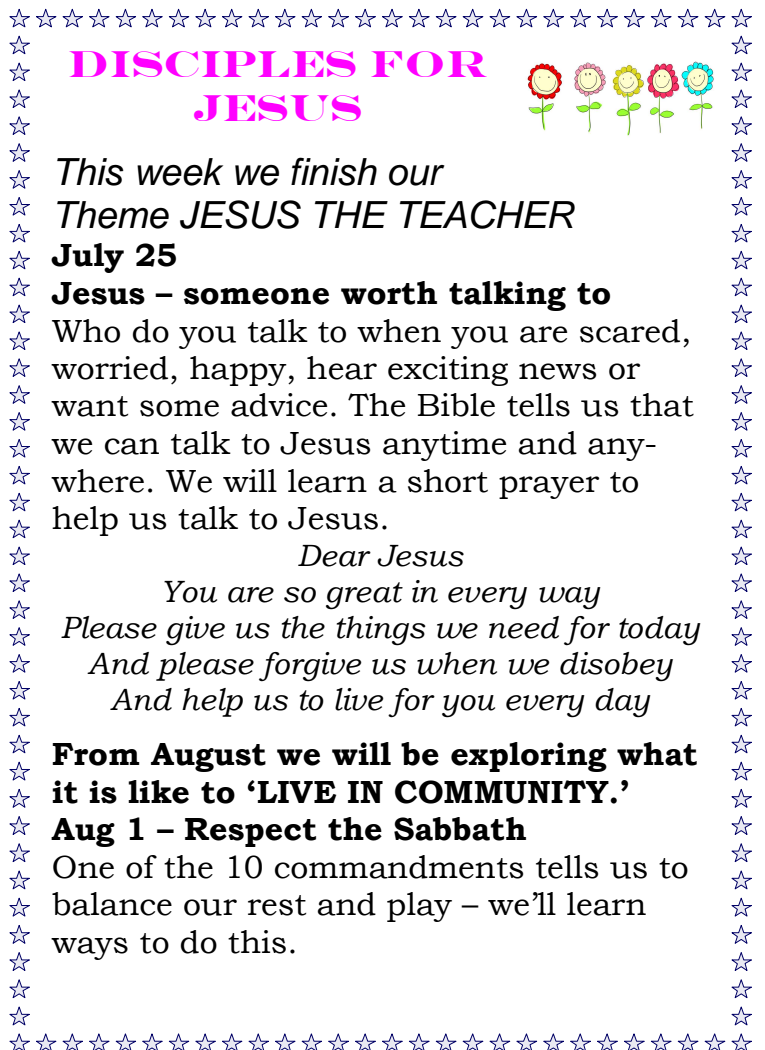 DISCIPLES FOR
JESUS
This week we finish our
Theme JESUS THE TEACHER
July 25
Jesus – someone worth talking to
Who do you talk to when you are scared,
worried, happy, hear exciting news or
want some advice. The Bible tells us that
we can talk to Jesus anytime and any-
where. We will learn a short prayer to
help us talk to Jesus.
Dear Jesus
You are so great in every way
Please give us the things we need for today
And please forgive us when we disobey
And help us to live for you every day
From August we will be exploring what
it is like to ‘LIVE IN COMMUNITY.’
Aug 1 – Respect the Sabbath
One of the 10 commandments tells us to
balance our rest and play – we’ll learn
ways to do this.